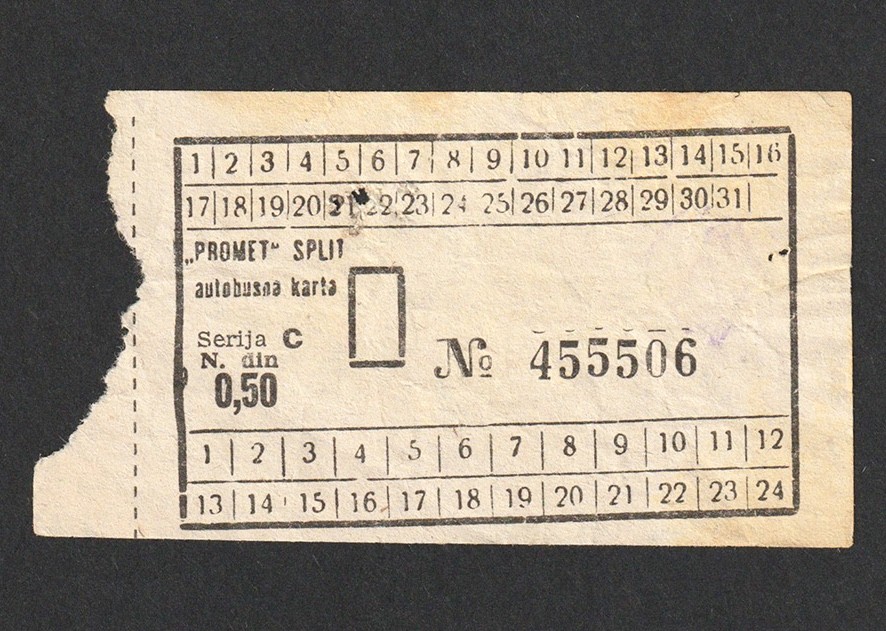 1 2 3 4 5 6 7 8 9 10 11 12 13 14 15 16
17 18 19 20 21 22 23 24 25 26 27 28 29 30 31
„PROMET“ SPLIT
autobusna karta
Serija C
N. din
0,50
№ 455506
1 2 3 4 5 6 7 8 9 10 11 12
13 14 15 16 17 18 19 20 21 22 23 24